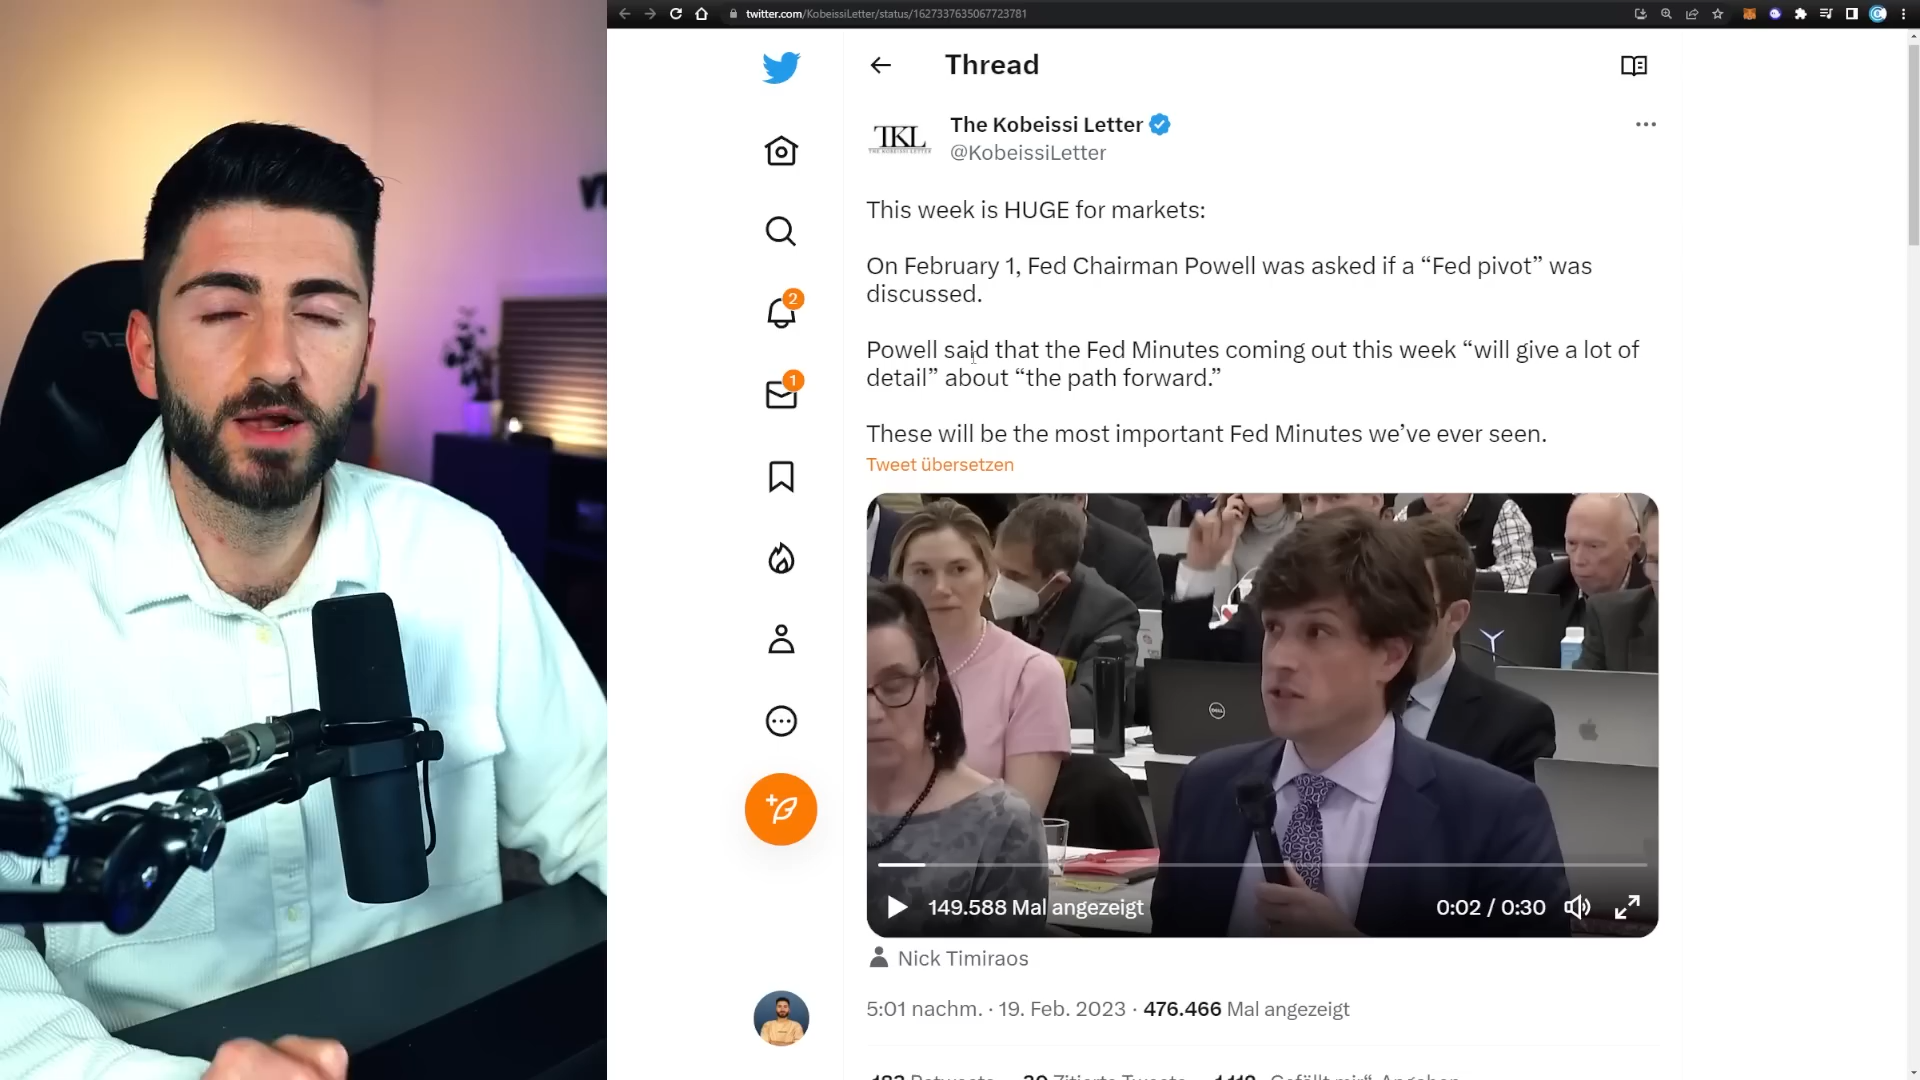 twitter.com/KobeissiLetter/status/1627337635067723781
Thread
TKL
The Kobeissi Letter
@KobeissiLetter
This week is HUGE for markets:
On February 1, Fed Chairman Powell was asked if a “Fed pivot” was
discussed.
Powell said that the Fed Minutes coming out this week “will give a lot of
detail” about “the path forward.”
These will be the most important Fed Minutes we’ve ever seen.
Tweet übersetzen
2
1
DELL
149.588 Mal angezeigt
0:02 / 0:30
Nick Timiraos
5:01 nachm. · 19. Feb. 2023 · 476.466 Mal angezeigt